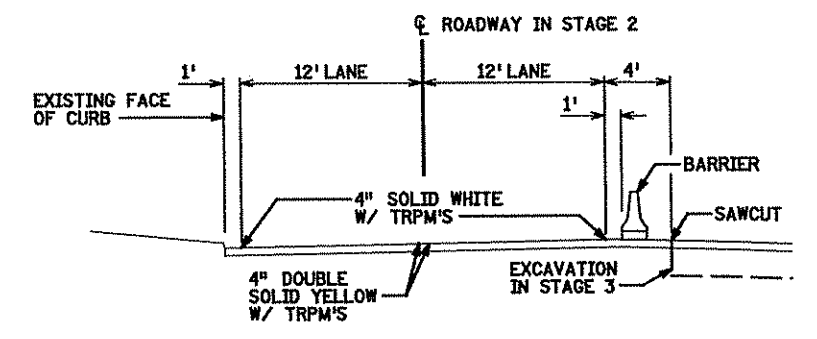 ℄ ROADWAY IN STAGE 2
1' 12' LANE 12' LANE 4'
EXISTING FACE
OF CURB
1'
BARRIER
4" SOLID WHITE
W/ TRPM'S
SAWCUT
4" DOUBLE
SOLID YELLOW
W/ TRPM'S
EXCAVATION
IN STAGE 3